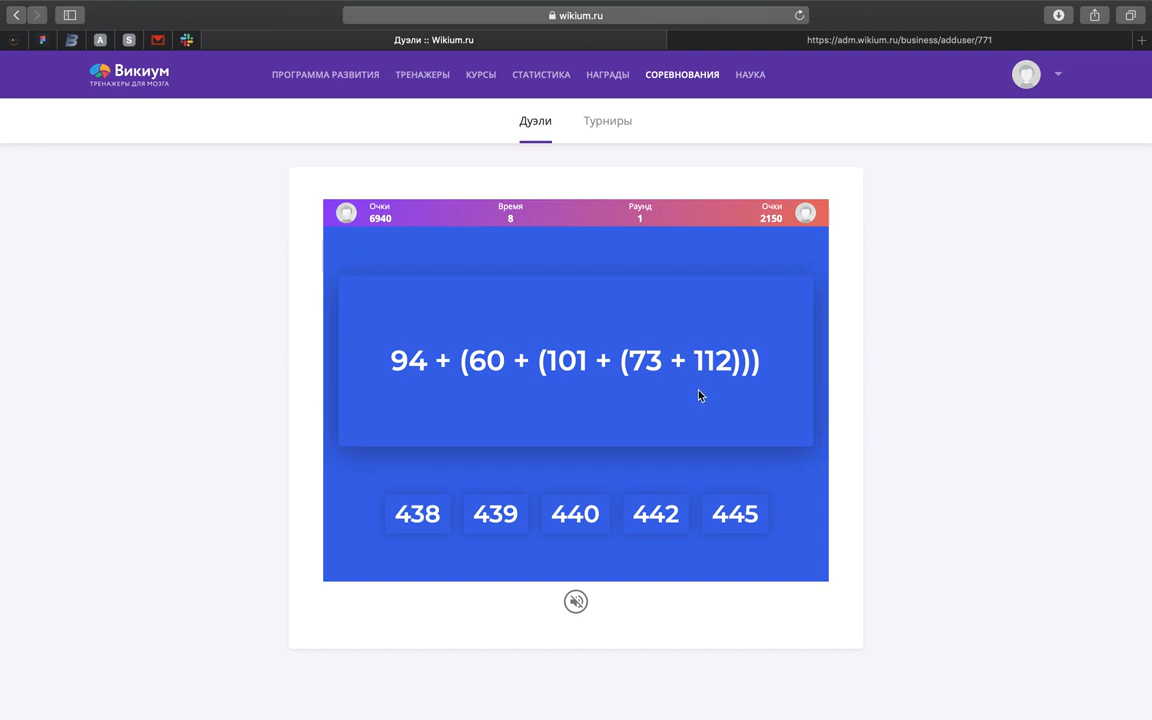 wikium.ru
A
S
Дуэли :: Wikium.ru
https://adm.wikium.ru/business/adduser/771
Викиум
ТРЕНАЖЕРЫ ДЛЯ МОЗГА
ПРОГРАММА РАЗВИТИЯ
ТРЕНАЖЕРЫ
КУРСЫ
СТАТИСТИКА
НАГРАДЫ
СОРЕВНОВАНИЯ
НАУКА
Дуэли
Турниры
Очки
6940
Время
8
Раунд
1
Очки
2150
94 + (60 + (101 + (73 + 112)))
438
439
440
442
445